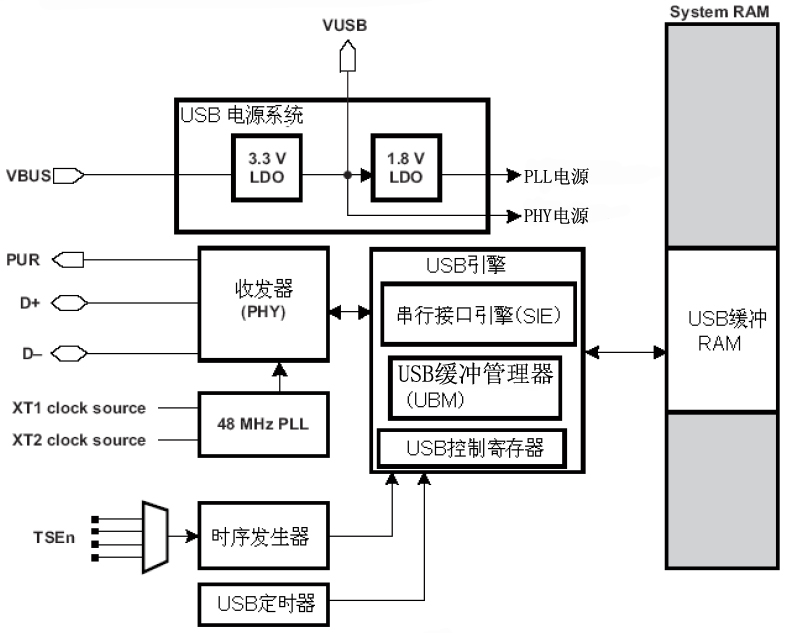 System RAM
VUSB
USB 电源系统
3.3 V
LDO
1.8 V
LDO
VBUS
PLL电源
PHY电源
PUR
D+
D–
收发器
(PHY)
USB引擎
串行接口引擎(SIE)
USB缓冲管理器
(UBM)
USB控制寄存器
USB缓冲
RAM
XT1 clock source
XT2 clock source
48 MHz PLL
TSEn
时序发生器
USB定时器